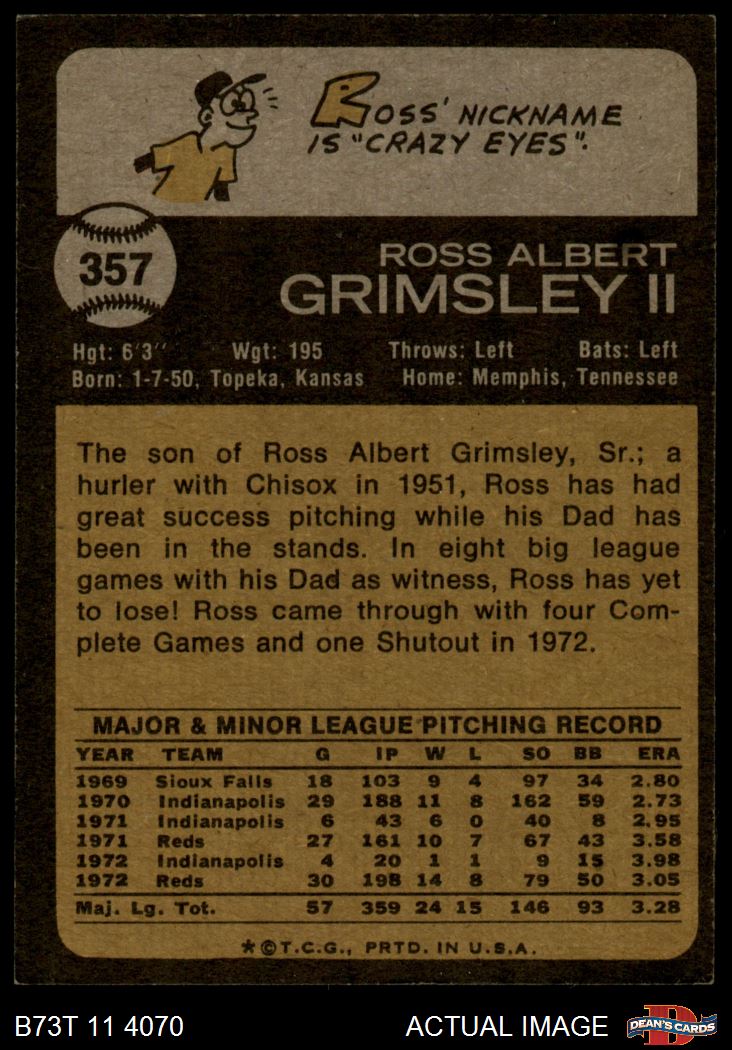 ROSS' NICKNAME
IS "CRAZY EYES".
357
ROSS ALBERT
GRIMSLEY II
Hgt: 6'3" Wgt: 195 Throws: Left Bats: Left
Born: 1-7-50, Topeka, Kansas Home: Memphis, Tennessee
The son of Ross Albert Grimsley, Sr.; a
hurler with Chisox in 1951, Ross has had
great success pitching while his Dad has
been in the stands. In eight big league
games with his Dad as witness, Ross has yet
to lose! Ross came through with four Com-
plete Games and one Shutout in 1972.
MAJOR & MINOR LEAGUE PITCHING RECORD
YEAR TEAM G IP W L SO BB ERA
1969 Sioux Falls 18 103 9 4 97 34 2.80
1970 Indianapolis 29 188 11 8 162 59 2.73
1971 Indianapolis 6 43 6 0 40 8 2.95
1971 Reds 27 161 10 7 67 43 3.58
1972 Indianapolis 4 20 1 1 9 15 3.98
1972 Reds 30 198 14 8 79 50 3.05
Maj. Lg. Tot. 57 359 24 15 146 93 3.28
*©T.C.G., PRTD. IN U.S.A.
B73T 11 4070 ACTUAL IMAGE DEAN'S CARDS